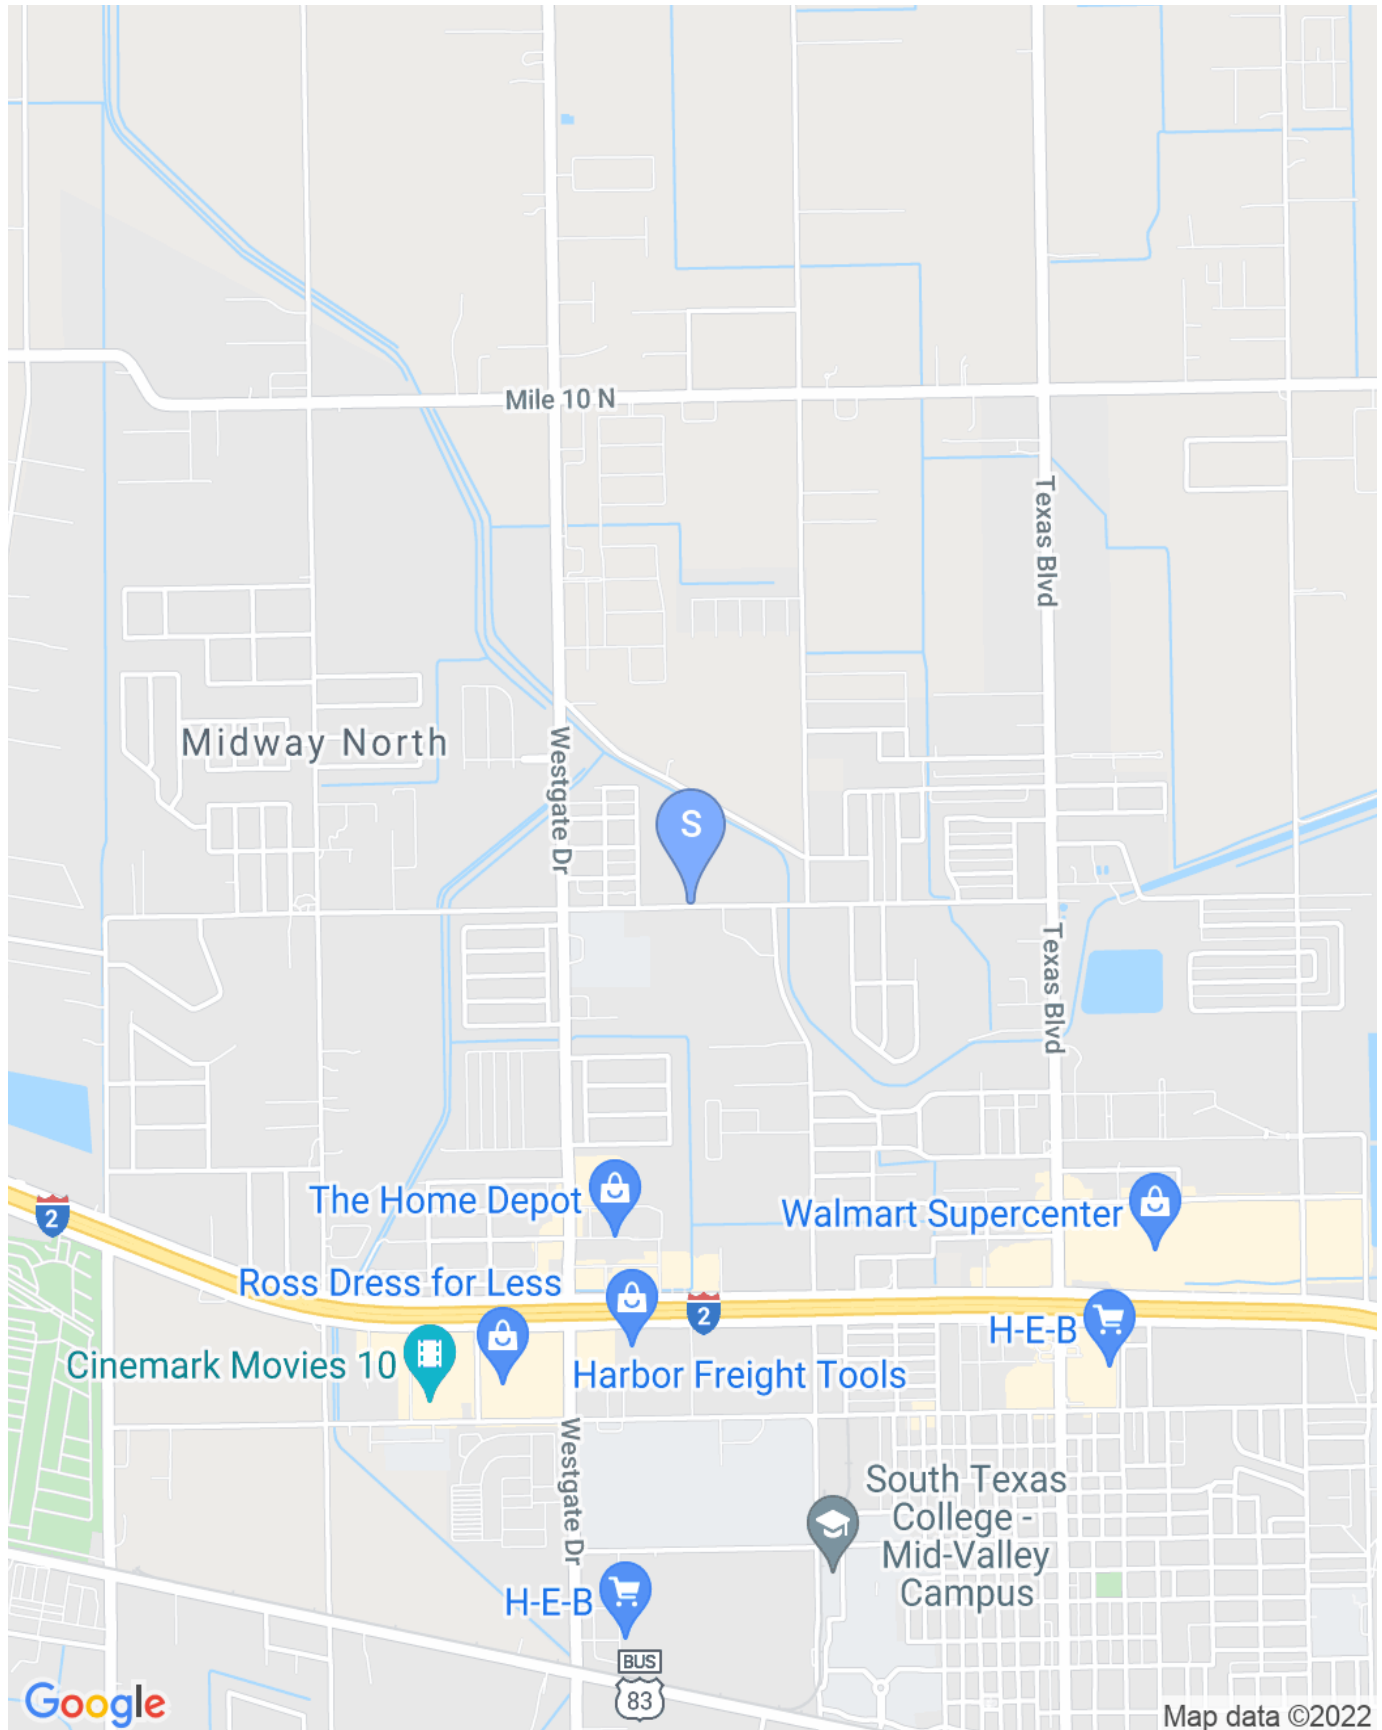 Mile 10 N
Texas Blvd
Midway North
Westgate Dr
S
Texas Blvd
The Home Depot
Walmart Supercenter
2
Ross Dress for Less
2
H-E-B
Cinemark Movies 10
Harbor Freight Tools
Westgate Dr
South Texas
College -
Mid-Valley
Campus
H-E-B
BUS
83
Google
Map data ©2022